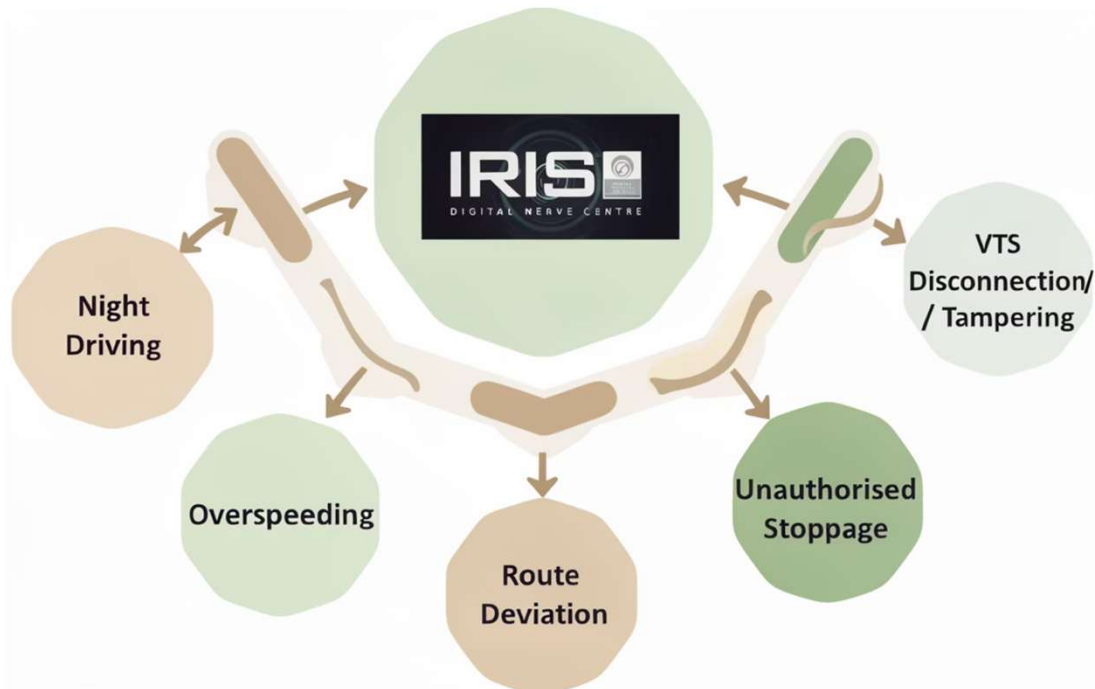 IRIS
DIGITAL NERVE CENTRE
Night
Driving
VTS
Disconnection/
/ Tampering
Overspeeding
Unauthorised
Stoppage
Route
Deviation